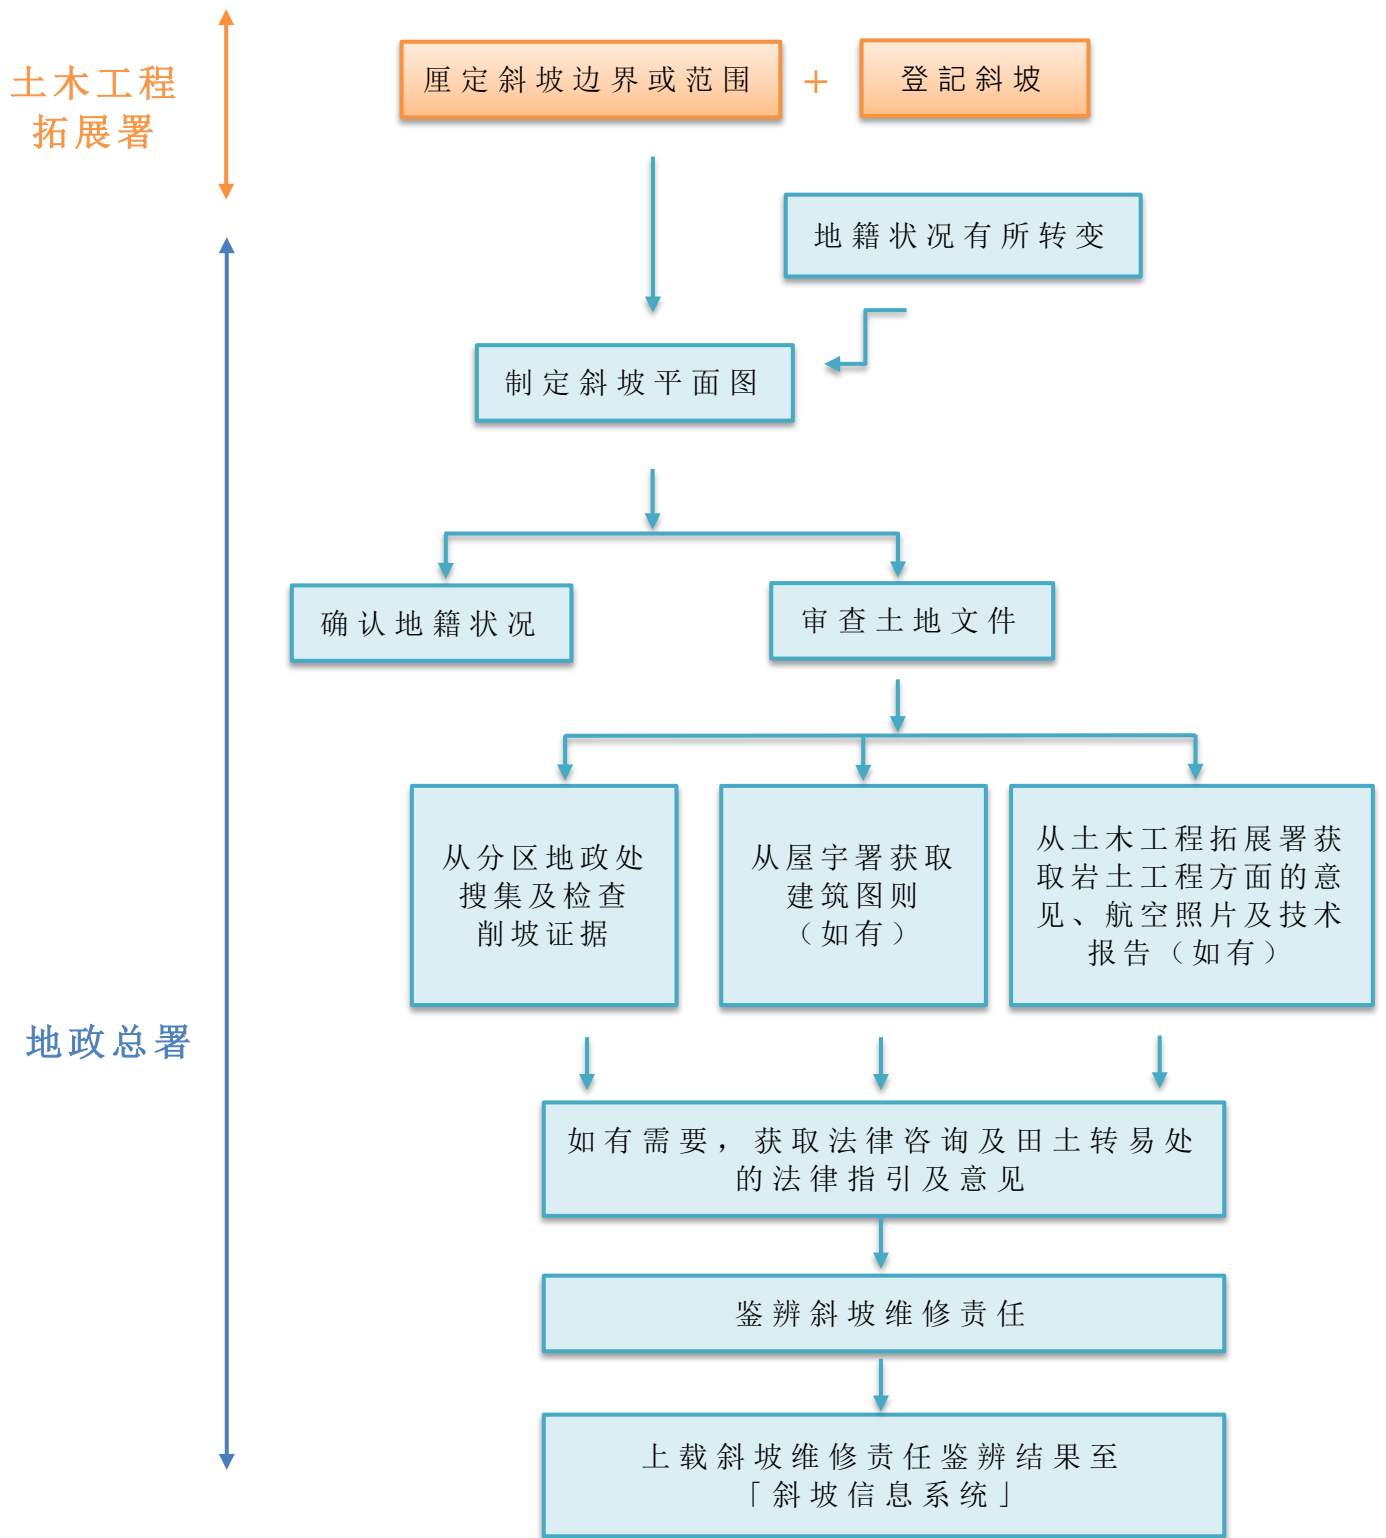 土木工程
拓展署
厘定斜坡边界或范围
+
登記斜坡
地籍状况有所转变
制定斜坡平面图
确认地籍状况
审查土地文件
从分区地政处
搜集及检查
削坡证据
从屋宇署获取
建筑图则
（如有）
从土木工程拓展署获
取岩土工程方面的意
见、航空照片及技术
报告（如有）
地政总署
如有需要，获取法律咨询及田土转易处
的法律指引及意见
鉴辨斜坡维修责任
上载斜坡维修责任鉴辨结果至
「斜坡信息系统」